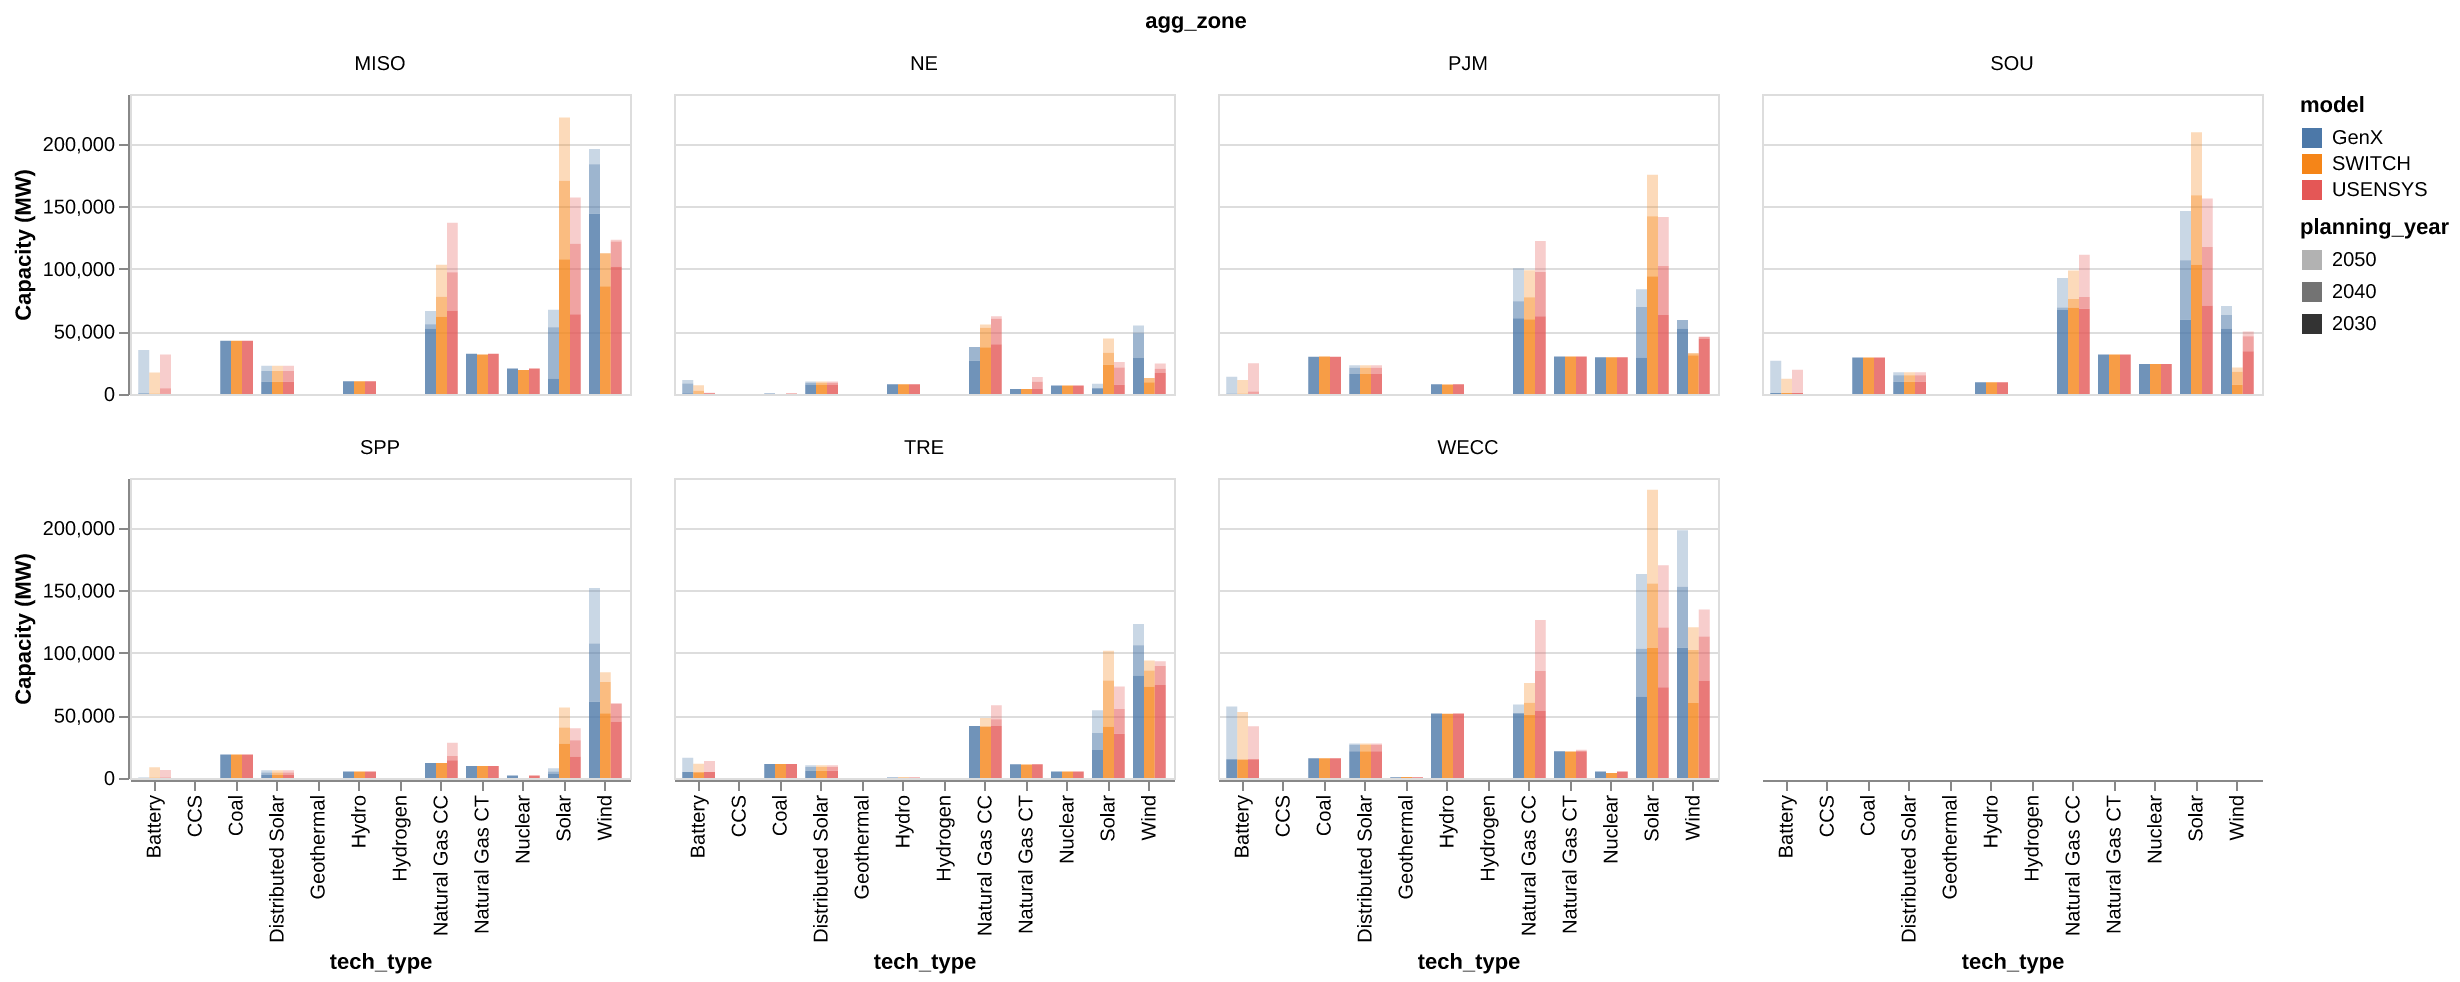 agg_zone
MISO
NE
PJM
SOU
model
GenX
SWITCH
USENSYS
planning_year
2050
2040
2030
Capacity (MW)
200,000
150,000
100,000
50,000
0
SPP
TRE
WECC
Capacity (MW)
200,000
150,000
100,000
50,000
0
Battery
CCS
Coal
Distributed Solar
Geothermal
Hydro
Hydrogen
Natural Gas CC
Natural Gas CT
Nuclear
Solar
Wind
tech_type
Battery
CCS
Coal
Distributed Solar
Geothermal
Hydro
Hydrogen
Natural Gas CC
Natural Gas CT
Nuclear
Solar
Wind
tech_type
Battery
CCS
Coal
Distributed Solar
Geothermal
Hydro
Hydrogen
Natural Gas CC
Natural Gas CT
Nuclear
Solar
Wind
tech_type
Battery
CCS
Coal
Distributed Solar
Geothermal
Hydro
Hydrogen
Natural Gas CC
Natural Gas CT
Nuclear
Solar
Wind
tech_type